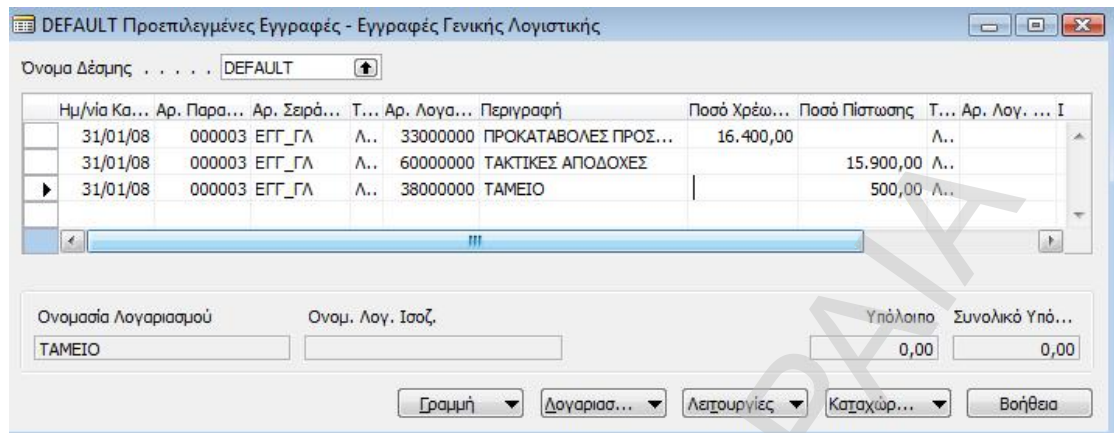 DEFAULT Προεπιλεγμένες Εγγραφές - Εγγραφές Γενικής Λογιστικής
Όνομα Δέσμης . . . . . DEFAULT
Ημ/νία Κα... Αρ. Παρα... Αρ. Σειρά... Τ... Αρ. Λογα... Περιγραφή Ποσό Χρέω... Ποσό Πίστωσης Τ... Αρ. Λογ. ... Ι
31/01/08 000003 ΕΓΓ_ΓΛ Λ.. 33000000 ΠΡΟΚΑΤΑΒΟΛΕΣ ΠΡΟΣ... 16.400,00 Λ..
31/01/08 000003 ΕΓΓ_ΓΛ Λ.. 60000000 ΤΑΚΤΙΚΕΣ ΑΠΟΔΟΧΕΣ 15.900,00 Λ..
31/01/08 000003 ΕΓΓ_ΓΛ Λ.. 38000000 ΤΑΜΕΙΟ 500,00 Λ..
Ονομασία Λογαριασμού Ονομ. Λογ. Ισοζ. Υπόλοιπο Συνολικό Υπό...
ΤΑΜΕΙΟ 0,00 0,00
Γραμμή Λογαριασ... Λειτουργίες Καταχώρ... Βοήθεια
ΡΑΙΑ